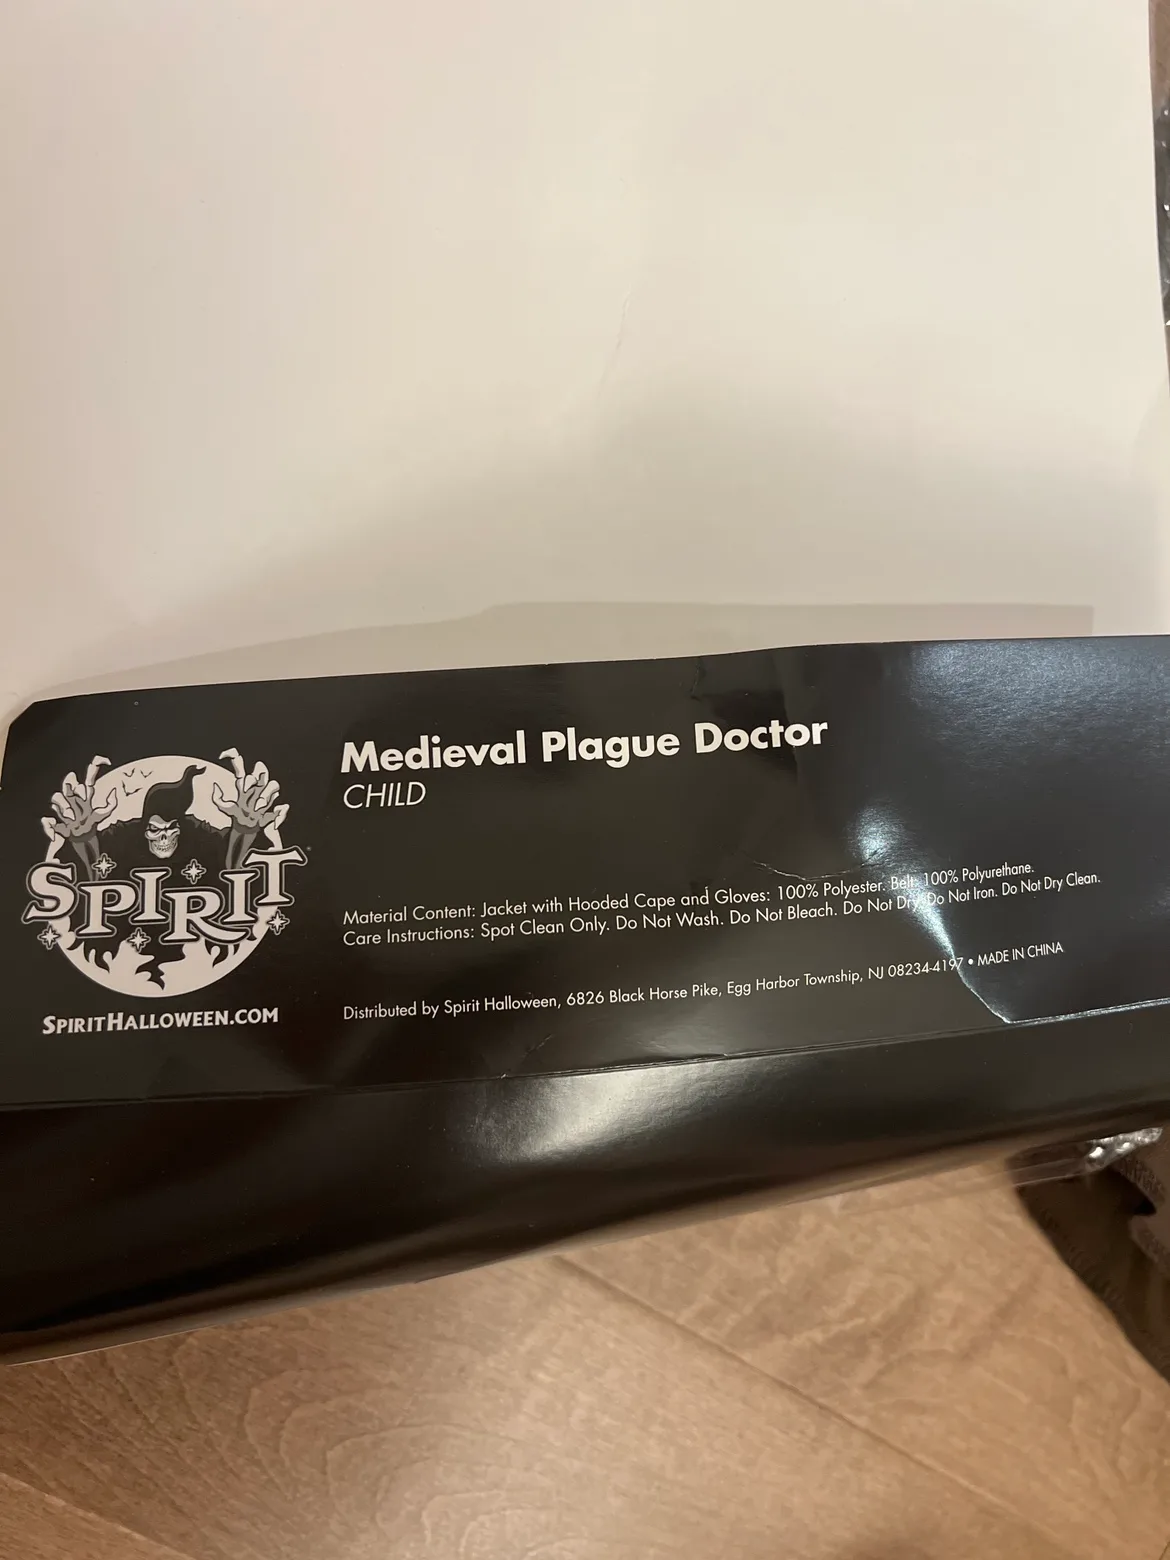 SPIRIT
SPIRITHALLOWEEN.COM
Medieval Plague Doctor
CHILD
Material Content: Jacket with Hooded Cape and Gloves: 100% Polyester. Belt: 100% Polyurethane.
Care Instructions: Spot Clean Only. Do Not Wash. Do Not Bleach. Do Not Dry. Do Not Iron. Do Not Dry Clean.
Distributed by Spirit Halloween, 6826 Black Horse Pike, Egg Harbor Township, NJ 08234-4197 • MADE IN CHINA